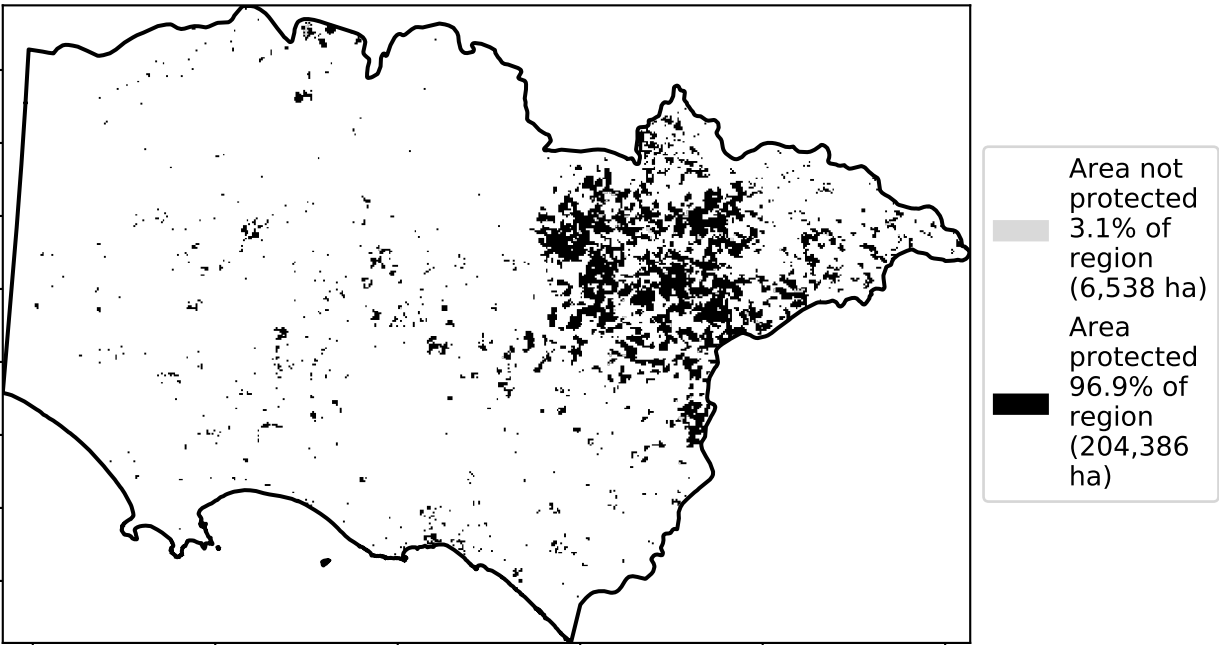 Area not
protected
3.1% of
region
(6,538 ha)
Area
protected
96.9% of
region
(204,386
ha)